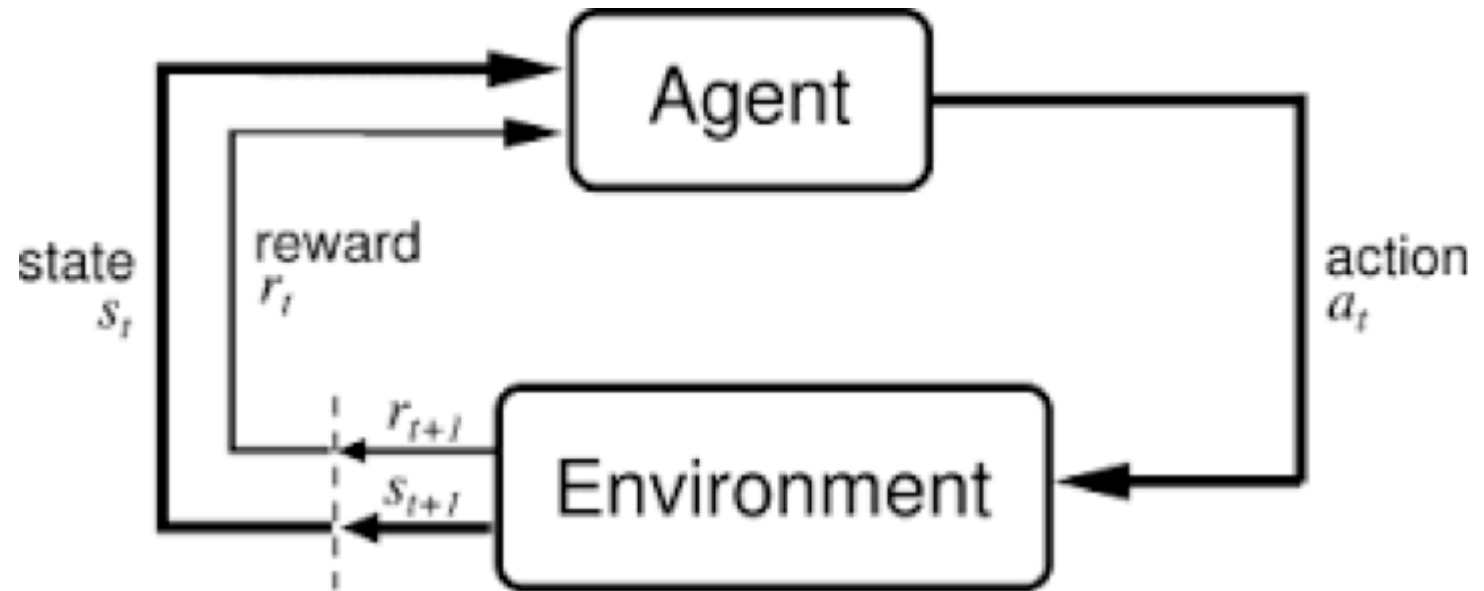 Agent
state
s_t
reward
r_t
action
a_t
r_{t+1}
s_{t+1}
Environment